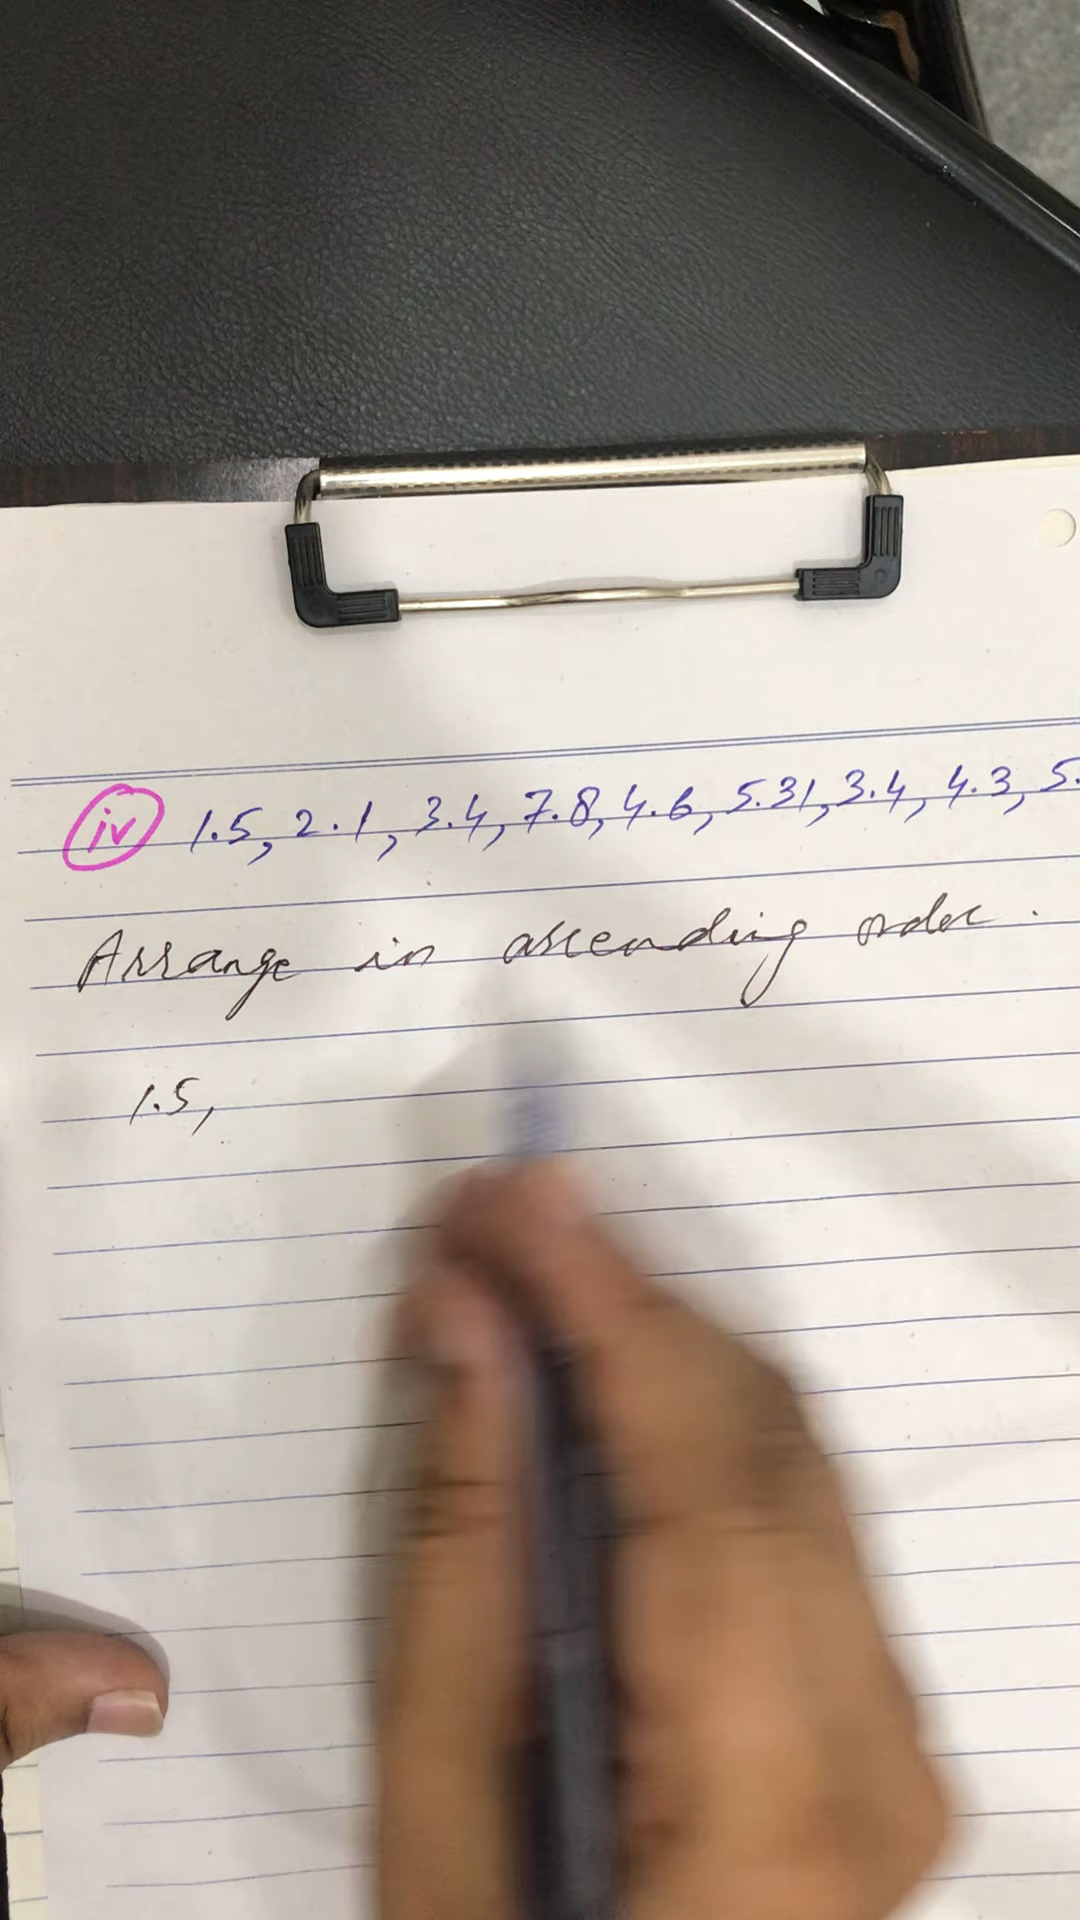 iv 1.5, 2.1, 3.4, 7.8, 4.6, 5.31, 3.4, 4.3, 5.
Arrange in ascending order.
1.5,